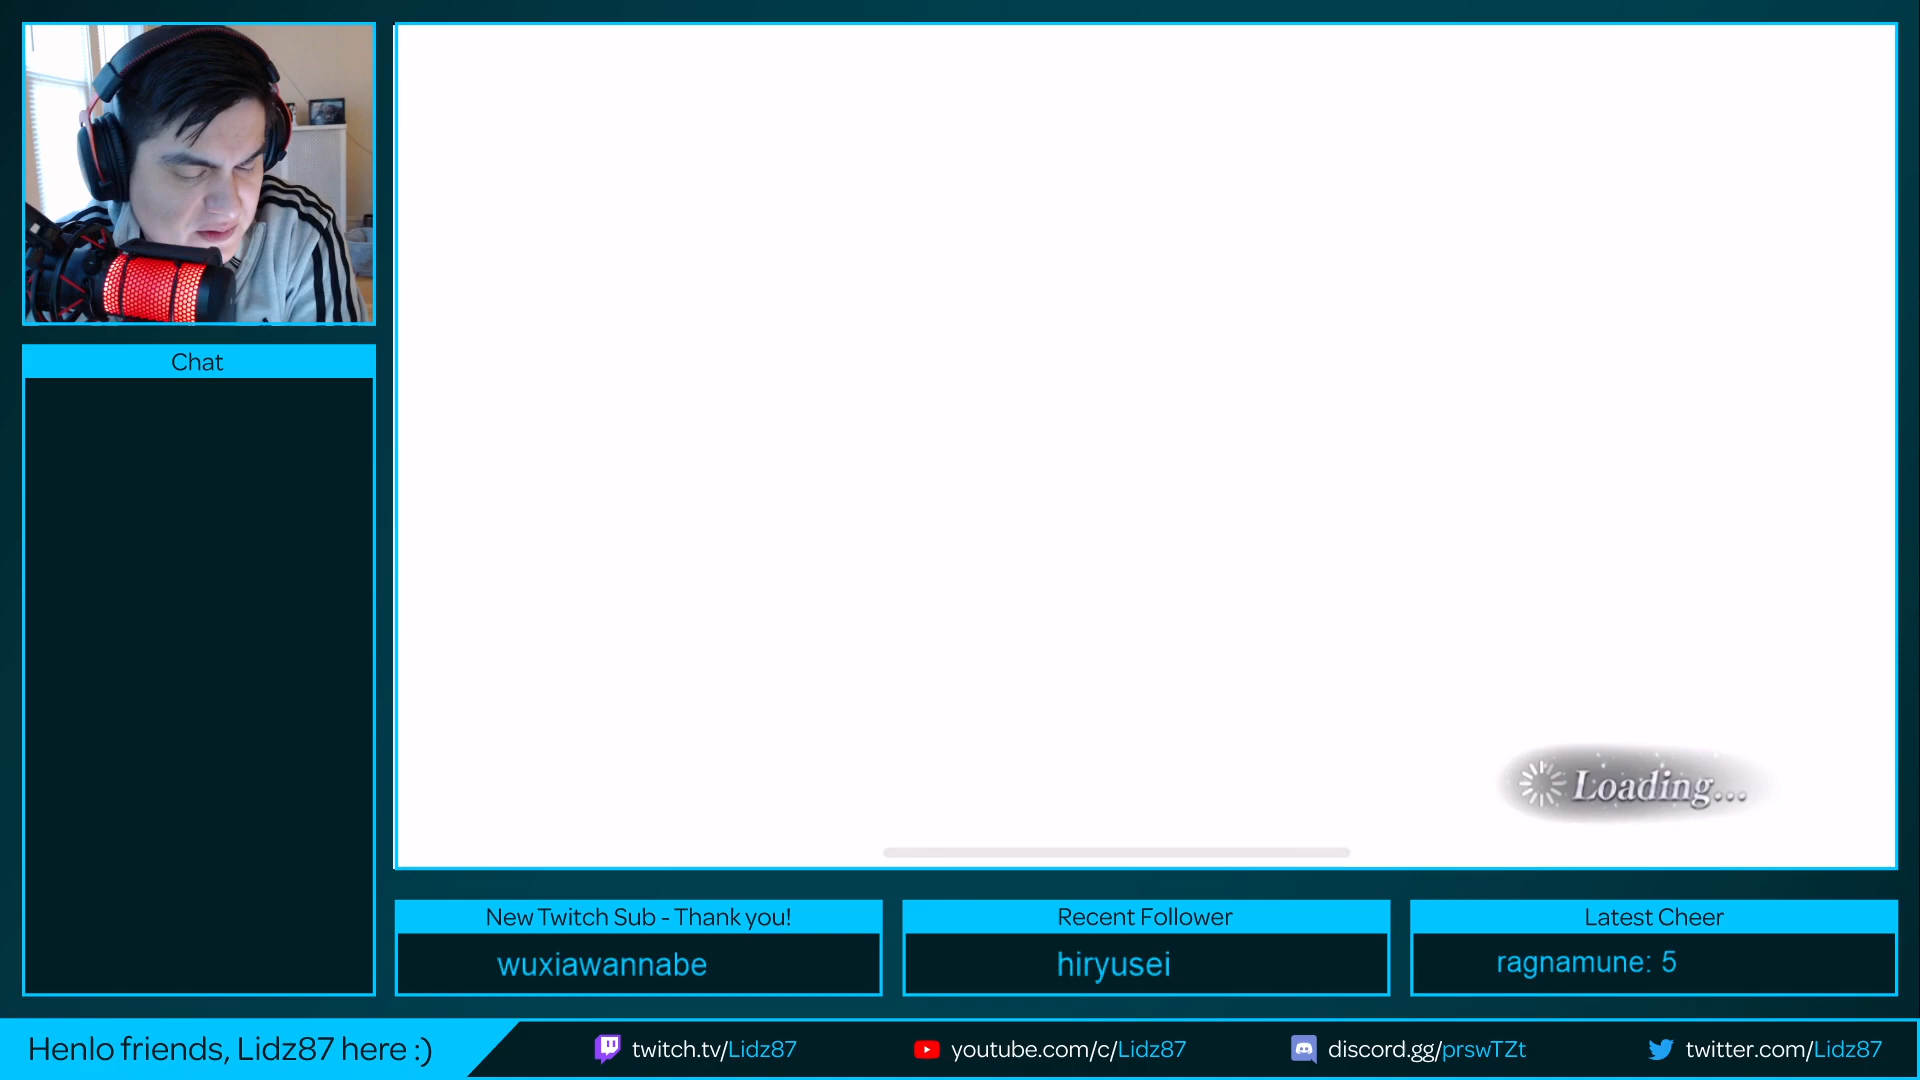 Chat
Loading...
New Twitch Sub - Thank you!
wuxiawannabe
Recent Follower
hiryusei
Latest Cheer
ragnamune: 5
Henlo friends, Lidz87 here :)
twitch.tv/Lidz87
youtube.com/c/Lidz87
discord.gg/prswTZt
twitter.com/Lidz87